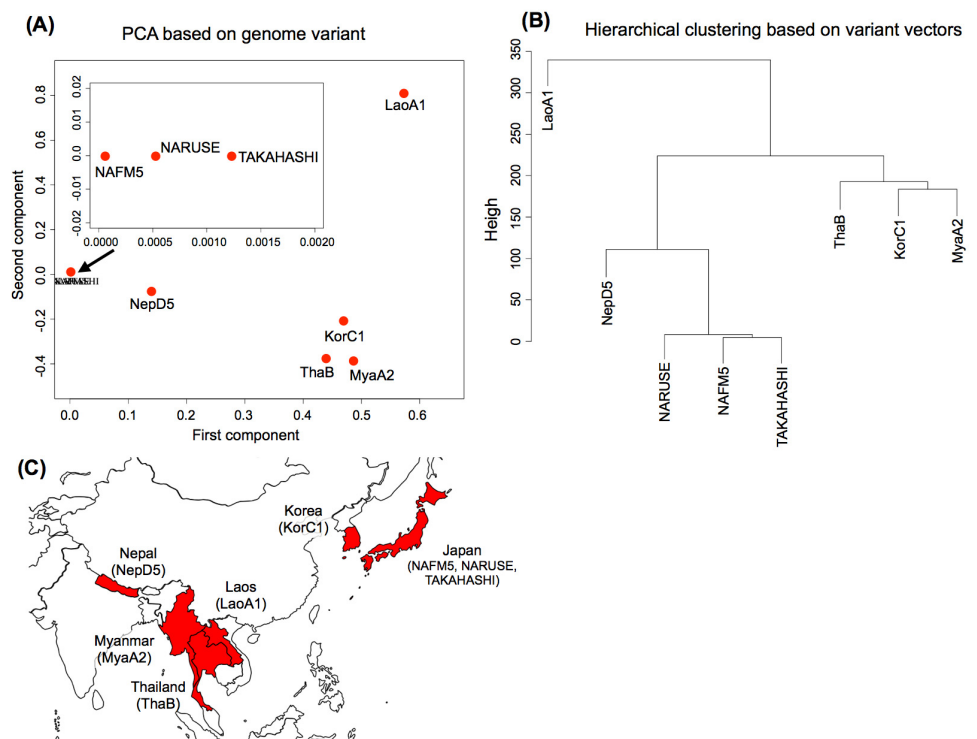 (A)
PCA based on genome variant
Second component
0.8
0.6
0.4
0.2
0.0
-0.2
-0.4
0.02
0.01
0.0
-0.01
-0.02
NAFM5
NARUSE
TAKAHASHI
0.0000
0.0005
0.0010
0.0015
0.0020
LaoA1
NepD5
KorC1
ThaB
MyaA2
0.0
0.1
0.2
0.3
0.4
0.5
0.6
First component
(B)
Hierarchical clustering based on variant vectors
Heigh
350
300
250
200
150
100
50
0
LaoA1
ThaB
KorC1
MyaA2
NepD5
NARUSE
NAFM5
TAKAHASHI
(C)
Korea
(KorC1)
Japan
(NAFM5, NARUSE,
TAKAHASHI)
Nepal
(NepD5)
Laos
(LaoA1)
Myanmar
(MyaA2)
Thailand
(ThaB)